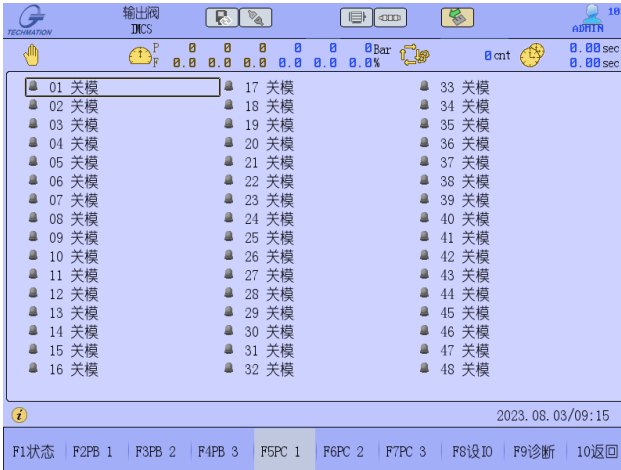 TECHMATION
输出阀
IMCS
10
ADMIN
P 0 0 0 0 0 0Bar 0 cnt 0.00sec
F 0.0 0.0 0.0 0.0 0.0 0.0% 0.00sec
01 关模 17 关模 33 关模
02 关模 18 关模 34 关模
03 关模 19 关模 35 关模
04 关模 20 关模 36 关模
05 关模 21 关模 37 关模
06 关模 22 关模 38 关模
07 关模 23 关模 39 关模
08 关模 24 关模 40 关模
09 关模 25 关模 41 关模
10 关模 26 关模 42 关模
11 关模 27 关模 43 关模
12 关模 28 关模 44 关模
13 关模 29 关模 45 关模
14 关模 30 关模 46 关模
15 关模 31 关模 47 关模
16 关模 32 关模 48 关模
i 2023.08.03/09:15
F1状态 F2PB 1 F3PB 2 F4PB 3 F5PC 1 F6PC 2 F7PC 3 F8设IO F9诊断 10返回